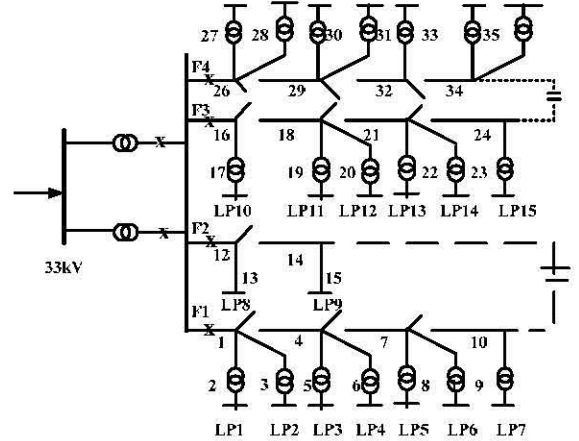 27 28 30 31 33 35
F4
26 29 32 34
F3
16 18 21 24
17 19 20 22 23
LP10 LP11 LP12 LP13 LP14 LP15
F2
33kV 12 14
13 15
LP8 LP9
F1
1 4 7 10
2 3 5 6 8 9
LP1 LP2 LP3 LP4 LP5 LP6 LP7